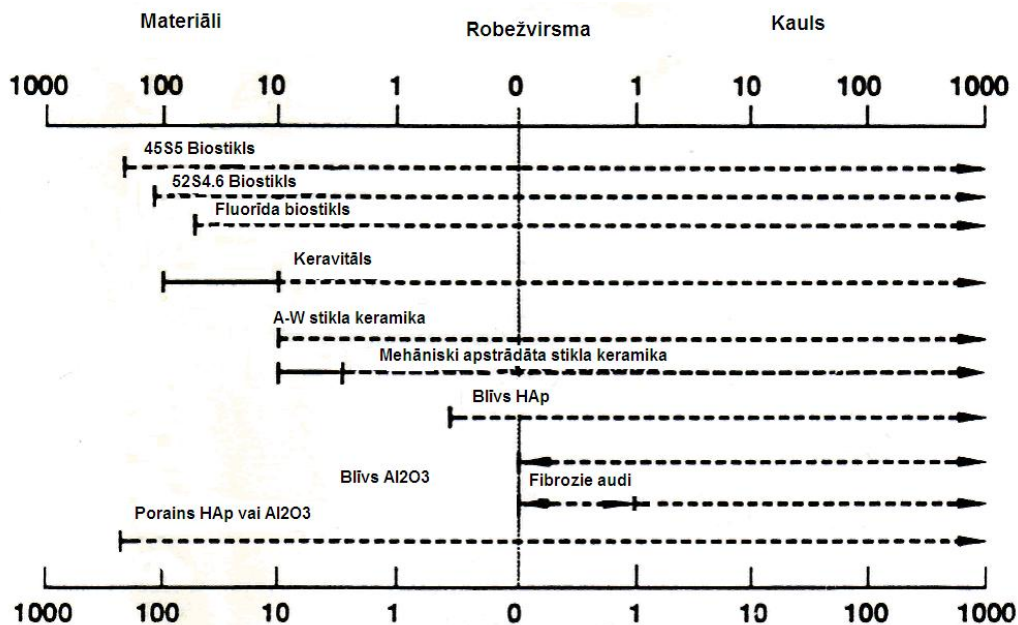 Materiāli Robežvirsma Kauls
1000 100 10 1 0 1 10 100 1000
45S5 Biostikls
52S4.6 Biostikls
Fluorīda biostikls
Keravitāls
A-W stikla keramika
Mehāniski apstrādāta stikla keramika
Blīvs HAp
Blīvs Al2O3
Fibrozie audi
Porains HAp vai Al2O3
1000 100 10 1 0 1 10 100 1000